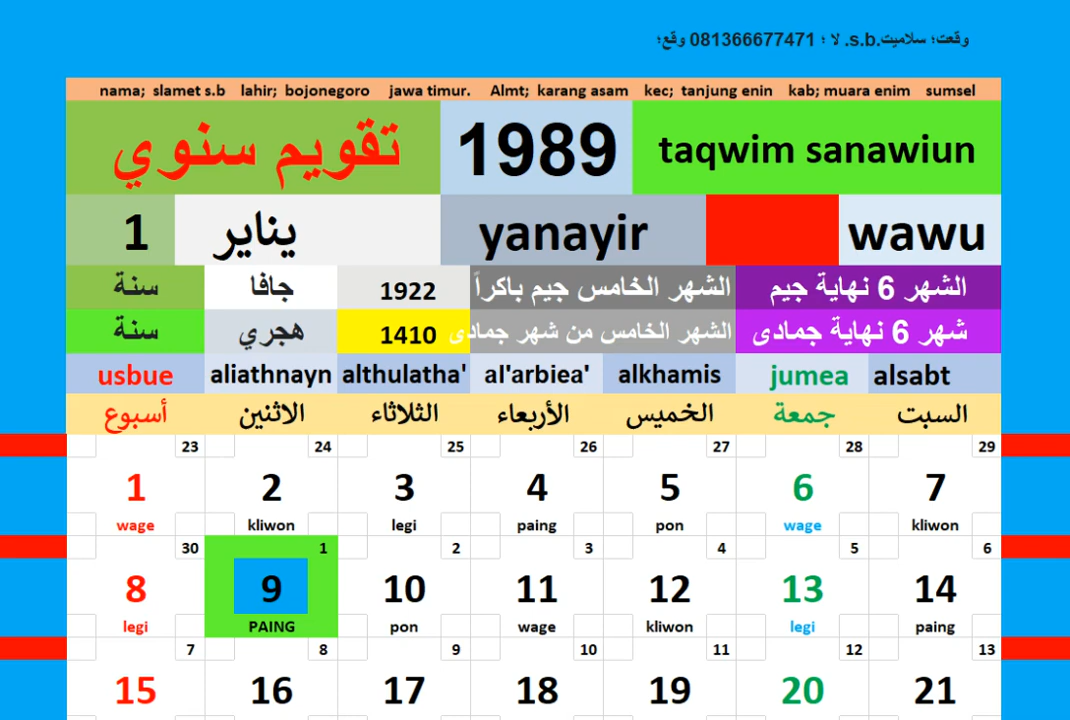 وقعت؛ سلاميت.s.b. لا ؛ 081366677471 وقع؛
nama; slamet s.b lahir; bojonegoro jawa timur. Almt; karang asam kec; tanjung enin kab; muara enim sumsel
تقويم سنوي 1989 taqwim sanawiun
1 يناير yanayir wawu
سنة جافا 1922 الشهر الخامس جيم باكراً الشهر 6 نهاية جيم
سنة هجري 1410 الشهر الخامس من شهر جمادى شهر 6 نهاية جمادى
usbue aliathnayn althulatha' al'arbiea' alkhamis jumea alsabt
أسبوع الاثنين الثلاثاء الأربعاء الخميس جمعة السبت
23 24 25 26 27 28 29
1 2 3 4 5 6 7
wage kliwon legi paing pon wage kliwon
30 1 2 3 4 5 6
8 9 10 11 12 13 14
legi PAING pon wage kliwon legi paing
7 8 9 10 11 12 13
15 16 17 18 19 20 21